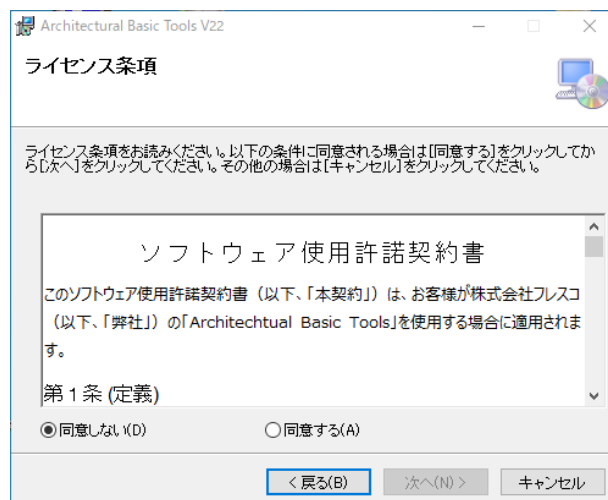 Architectural Basic Tools V22
ライセンス条項
ライセンス条項をお読みください。以下の条件に同意される場合は[同意する]をクリックしてか
ら[次へ]をクリックしてください。その他の場合は[キャンセル]をクリックしてください。
ソフトウェア使用許諾契約書
このソフトウェア使用許諾契約書（以下、「本契約」）は、お客様が株式会社フレスコ
（以下、「弊社」）の「Architechtual Basic Tools」を使用する場合に適用されま
す。
第１条 (定義)
同意しない(D) 同意する(A)
< 戻る(B) 次へ(N) > キャンセル